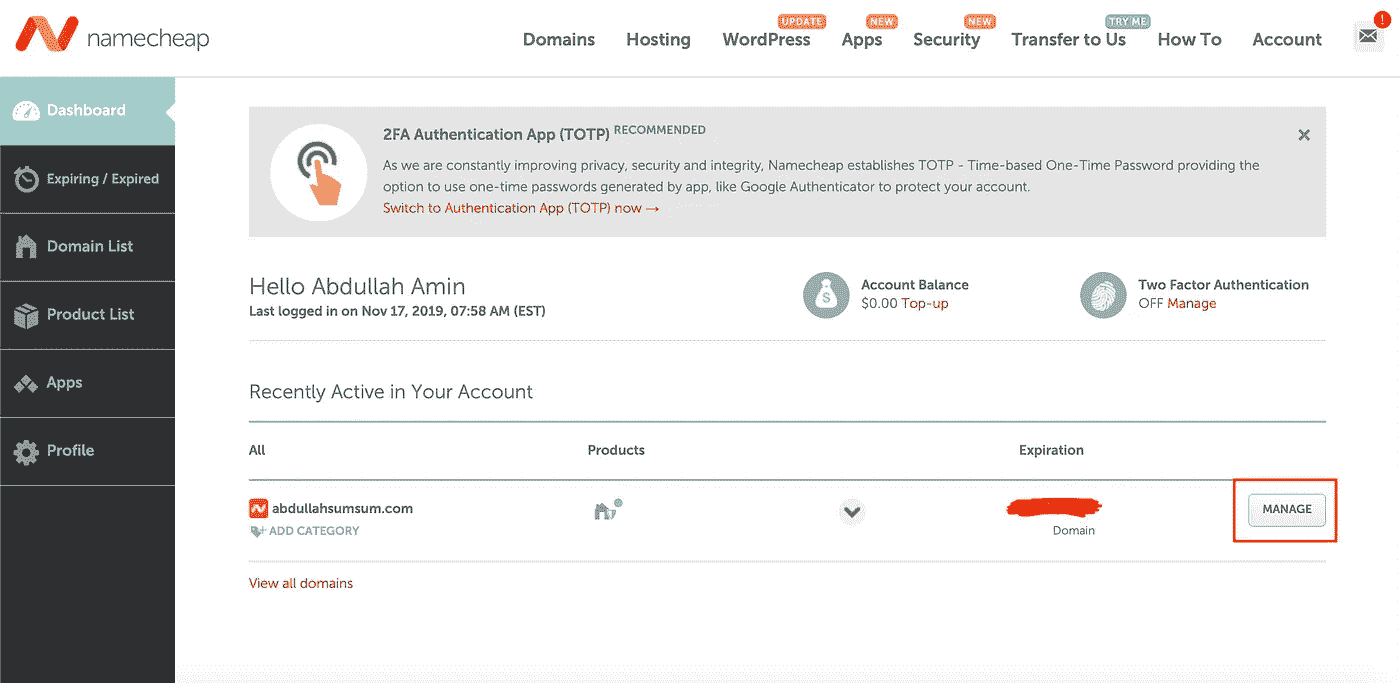 namecheap
UPDATE NEW NEW TRY ME
Domains Hosting WordPress Apps Security Transfer to Us How To Account
!
Dashboard
Expiring / Expired
Domain List
Product List
Apps
Profile
2FA Authentication App (TOTP) RECOMMENDED
As we are constantly improving privacy, security and integrity, Namecheap establishes TOTP - Time-based One-Time Password providing the
option to use one-time passwords generated by app, like Google Authenticator to protect your account.
Switch to Authentication App (TOTP) now →
Hello Abdullah Amin
Last logged in on Nov 17, 2019, 07:58 AM (EST)
$
Account Balance
$0.00 Top-up
Two Factor Authentication
OFF Manage
Recently Active in Your Account
All Products Expiration
abdullahsumsum.com
ADD CATEGORY
Domain
MANAGE
View all domains